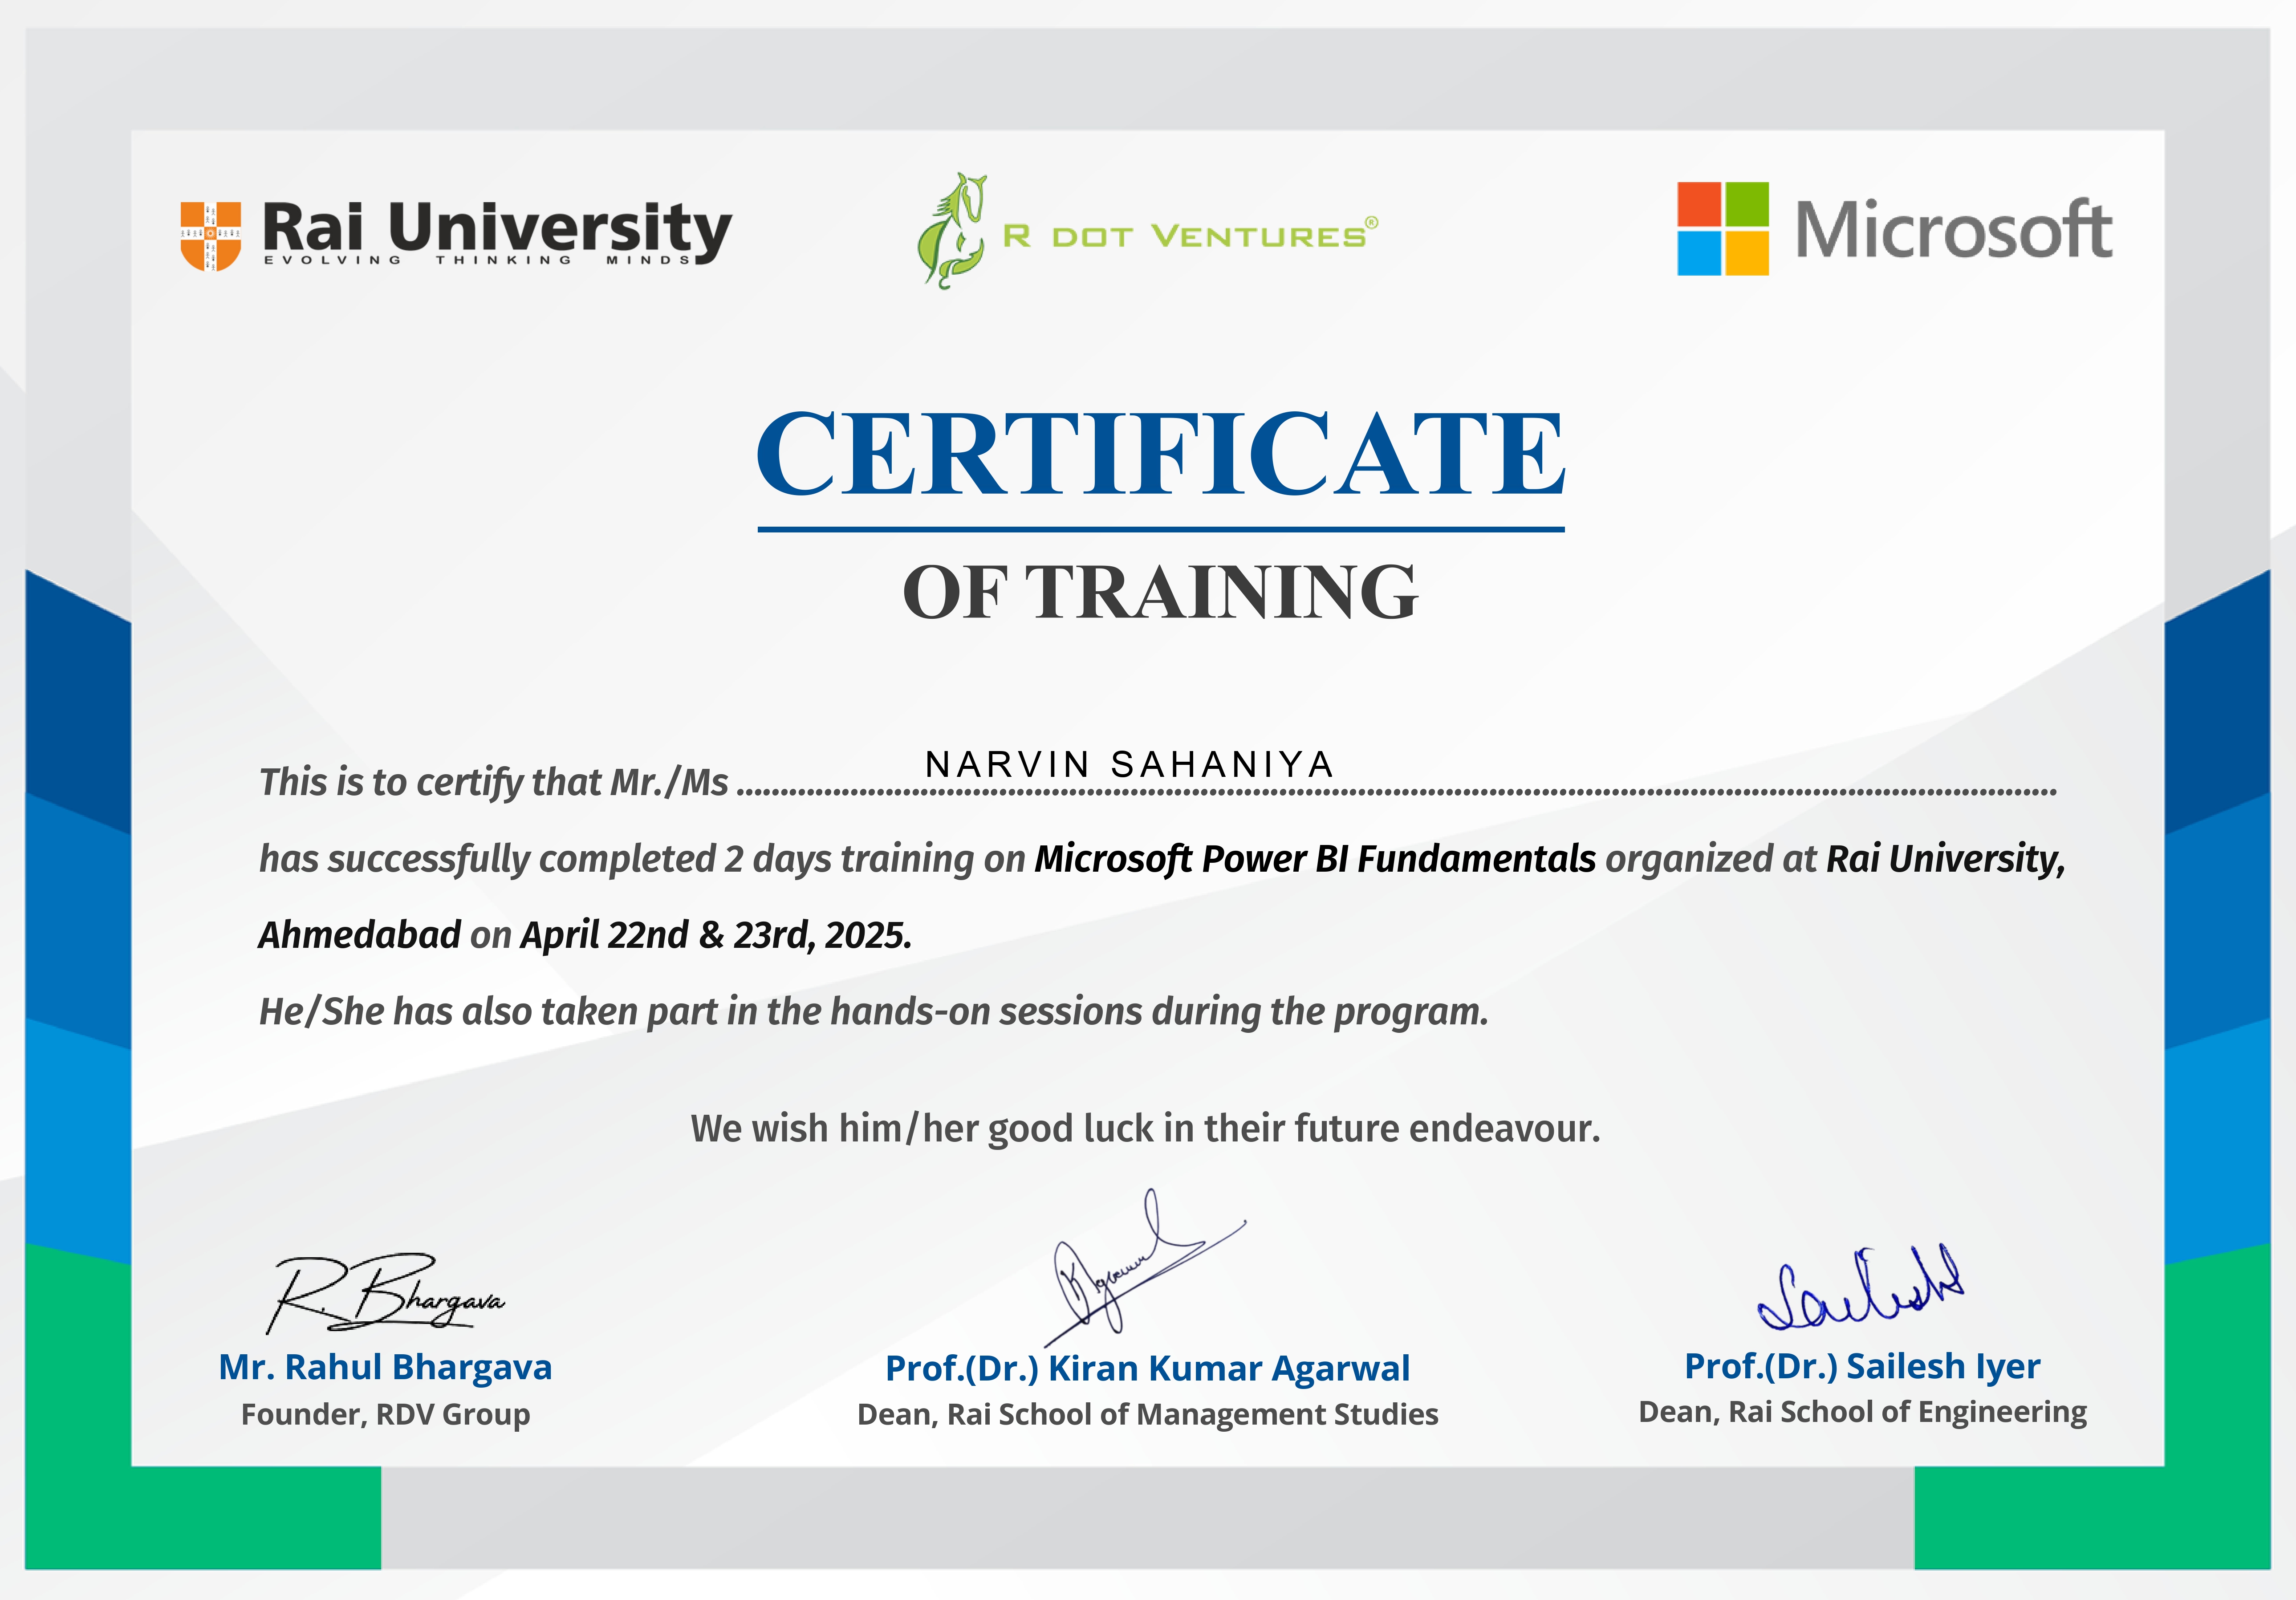 Rai University
EVOLVING THINKING MINDS
R DOT VENTURES®
Microsoft
CERTIFICATE
OF TRAINING
This is to certify that Mr./Ms ........................ NARVIN SAHANIYA ........................
has successfully completed 2 days training on Microsoft Power BI Fundamentals organized at Rai University,
Ahmedabad on April 22nd & 23rd, 2025.
He/She has also taken part in the hands-on sessions during the program.
We wish him/her good luck in their future endeavour.
R. Bhargava
Mr. Rahul Bhargava
Founder, RDV Group
Prof.(Dr.) Kiran Kumar Agarwal
Dean, Rai School of Management Studies
Prof.(Dr.) Sailesh Iyer
Dean, Rai School of Engineering